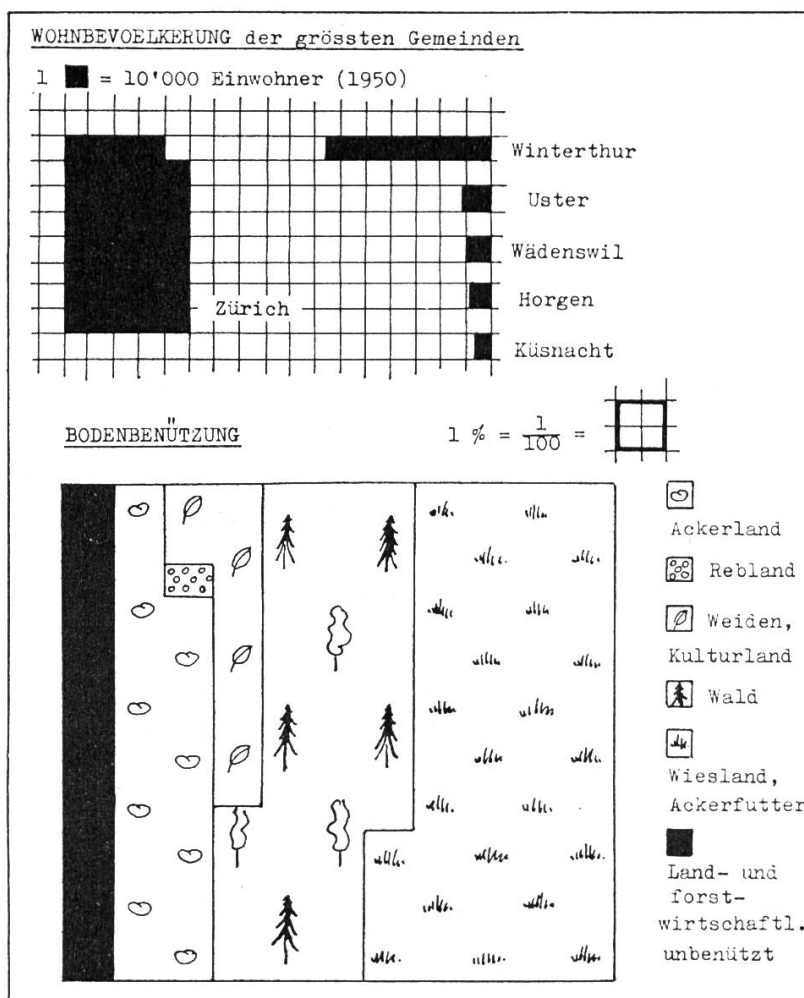 WOHNBEVOELKERUNG der grössten Gemeinden
1 = 10'000 Einwohner (1950)
Winterthur
Uster
Wädenswil
Zürich
Horgen
Küsnacht
BODENBENÜTZUNG
1 % = 1/100 =
Ackerland
Rebland
Weiden,
Kulturland
Wald
Wiesland,
Ackerfutter
Land- und
forst-
wirtschaftl.
unbenützt